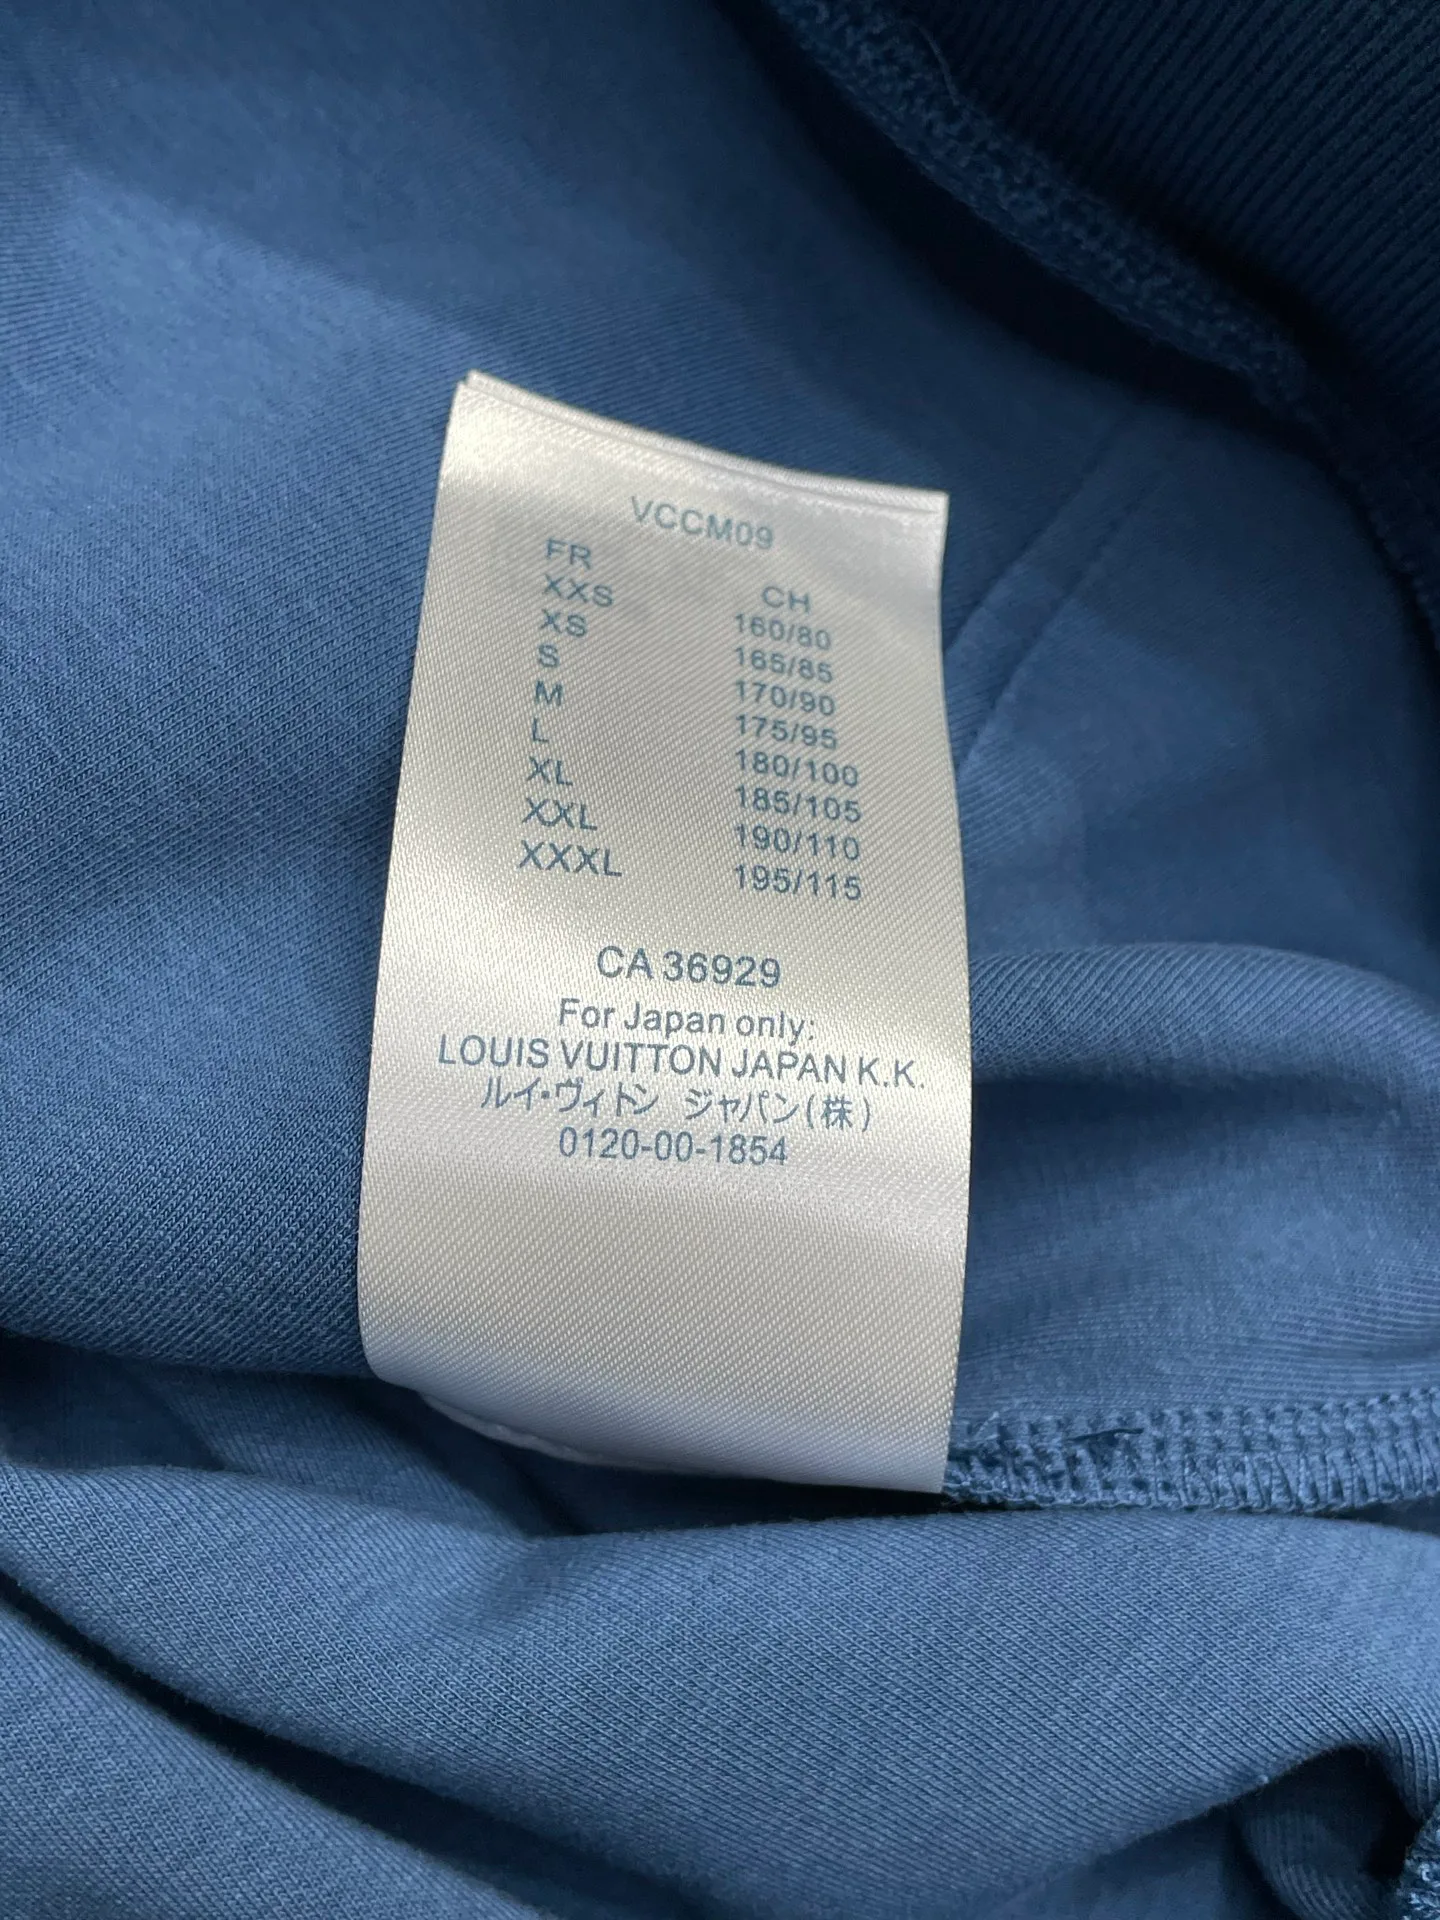 VCCM09
FR CH
XXS 160/80
XS 165/85
S 170/90
M 175/95
L 180/100
XL 185/105
XXL 190/110
XXXL 195/115
CA 36929
For Japan only:
LOUIS VUITTON JAPAN K.K.
ルイ・ヴィトン ジャパン(株)
0120-00-1854